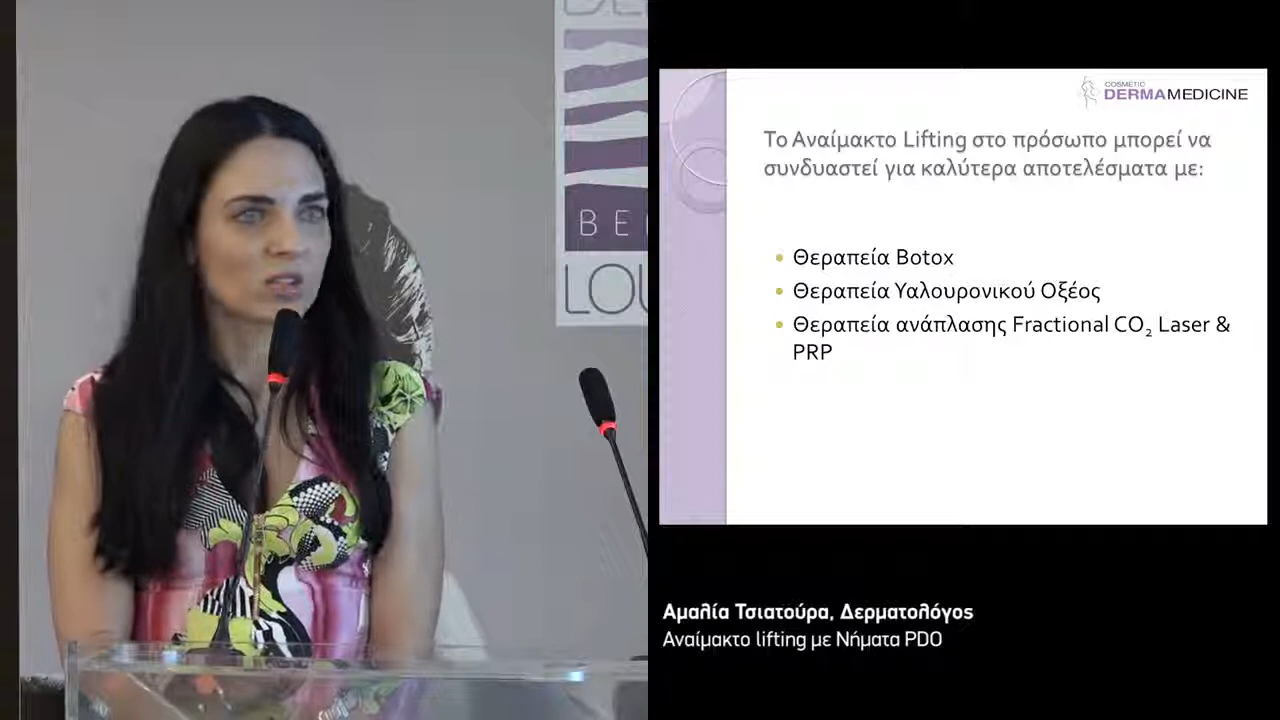 BE
LOU
COSMETIC
DERMAMEDICINE
Το Αναίμακτο Lifting στο πρόσωπο μπορεί να
συνδυαστεί για καλύτερα αποτελέσματα με:
• Θεραπεία Botox
• Θεραπεία Υαλουρονικού Οξέος
• Θεραπεία ανάπλασης Fractional CO₂ Laser &
PRP
Αμαλία Τσιατούρα, Δερματολόγος
Αναίμακτο lifting με Νήματα PDO